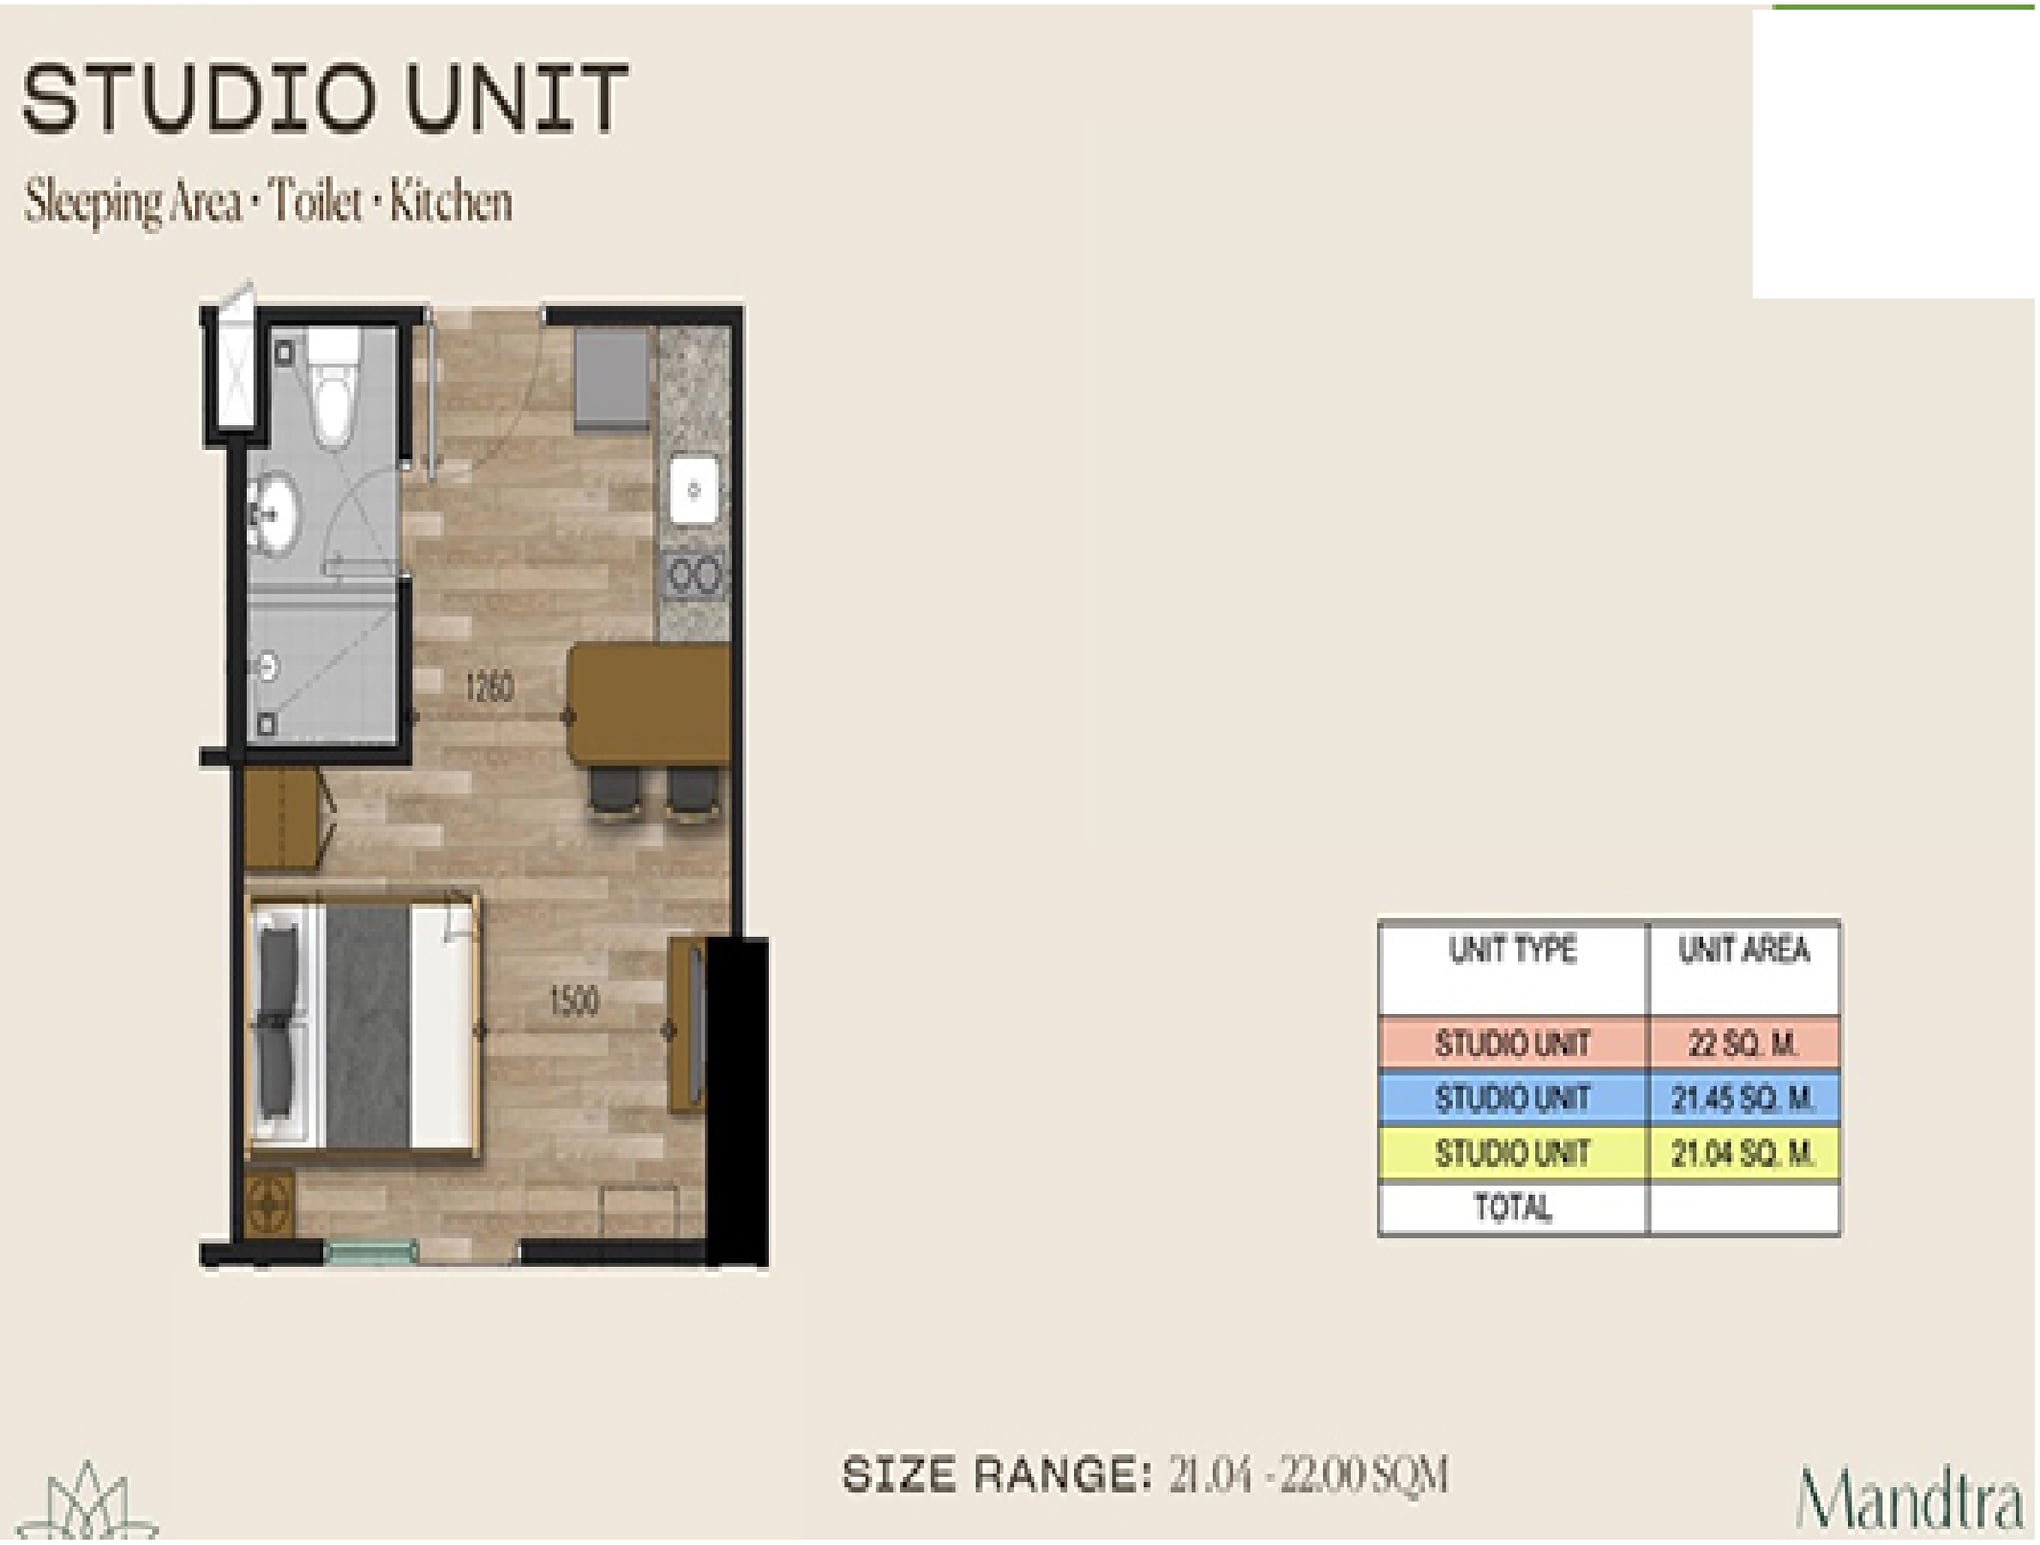 STUDIO UNIT
Sleeping Area • Toilet • Kitchen
1260
1500
UNIT TYPE UNIT AREA
STUDIO UNIT 22 SQ. M.
STUDIO UNIT 21.45 SQ. M.
STUDIO UNIT 21.04 SQ. M.
TOTAL
SIZE RANGE: 21.04 - 22.00 SQM
Mandtra